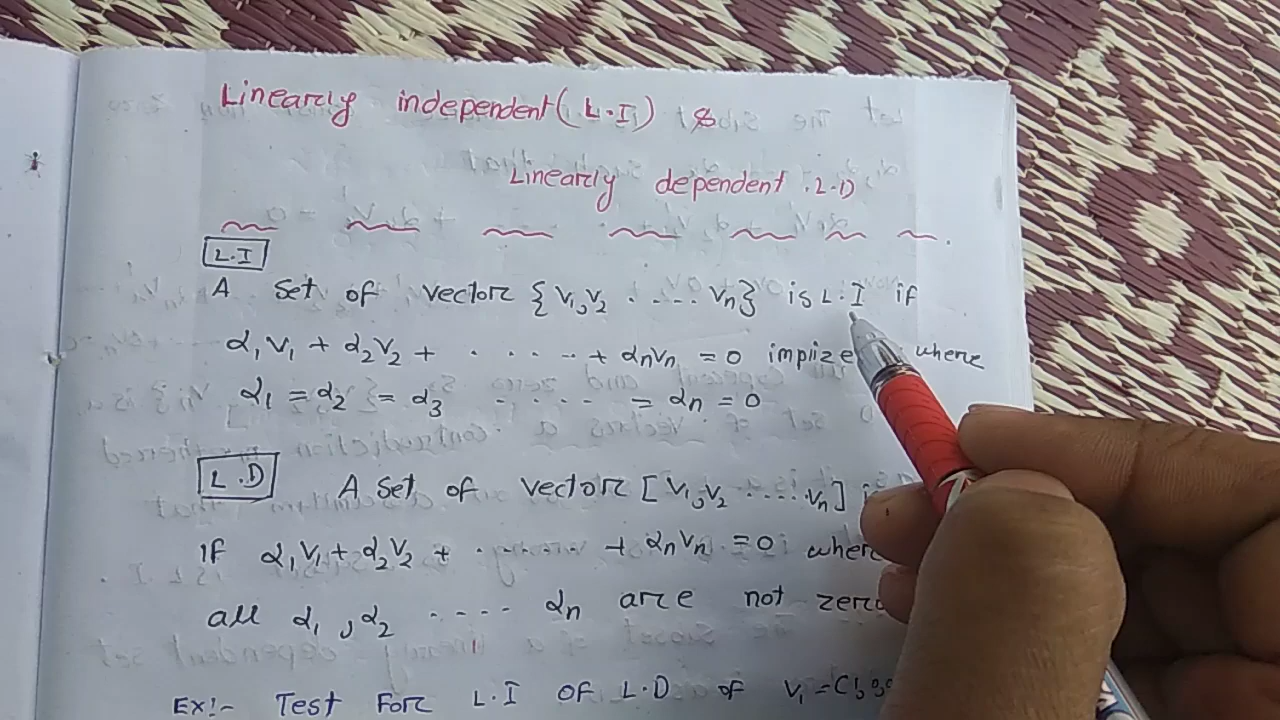 Linearly independent (L.I) &
Linearly dependent .L.D
L.I
A set of vector {V1, V2 ..... Vn} is L.I if
α1V1 + α2V2 + ..... + αnVn = 0 implize where
α1 = α2 = α3 ..... = αn = 0
L.D A set of vector [V1, V2 ..... Vn]
If α1V1 + α2V2 + ....... + αnVn = 0 where
all α1, α2 .... αn are not zero
EX!- Test For L.I OF L.D of V1 =